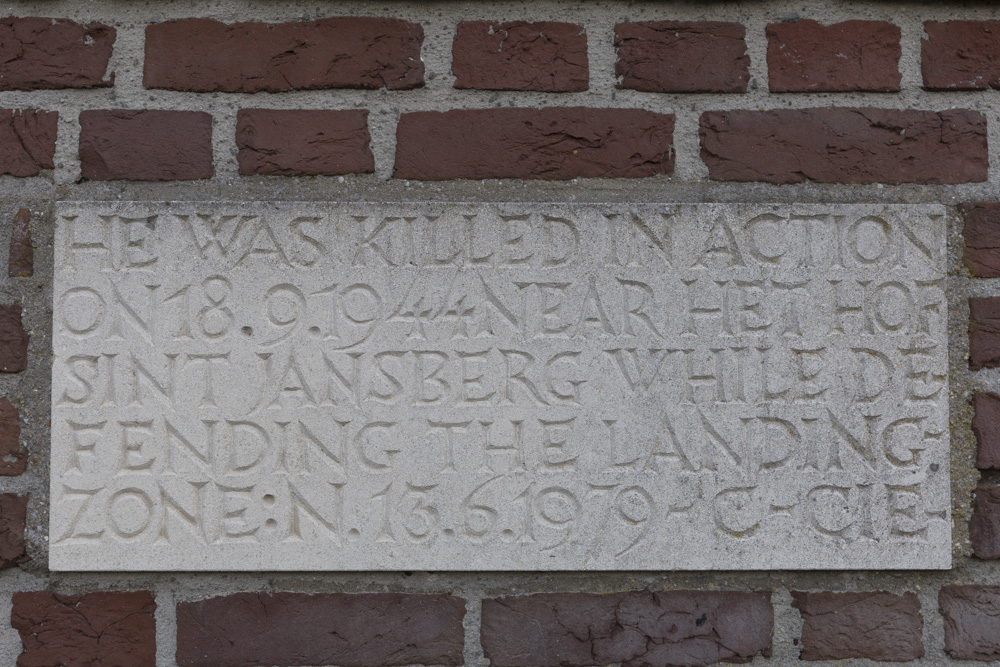 HE WAS KILLED IN ACTION
ON 18.9.1944 NEAR HET HOF
SINT JANSBERG WHILE DE-
FENDING THE LANDING-
ZONE: N. 13.6.1979 -C-CIE-